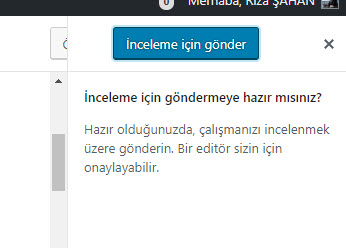 0 Merhaba, Rıza ŞAHAN
İnceleme için gönder
İnceleme için göndermeye hazır mısınız?
Hazır olduğunuzda, çalışmanızı incelenmek
üzere gönderin. Bir editör sizin için
onaylayabilir.